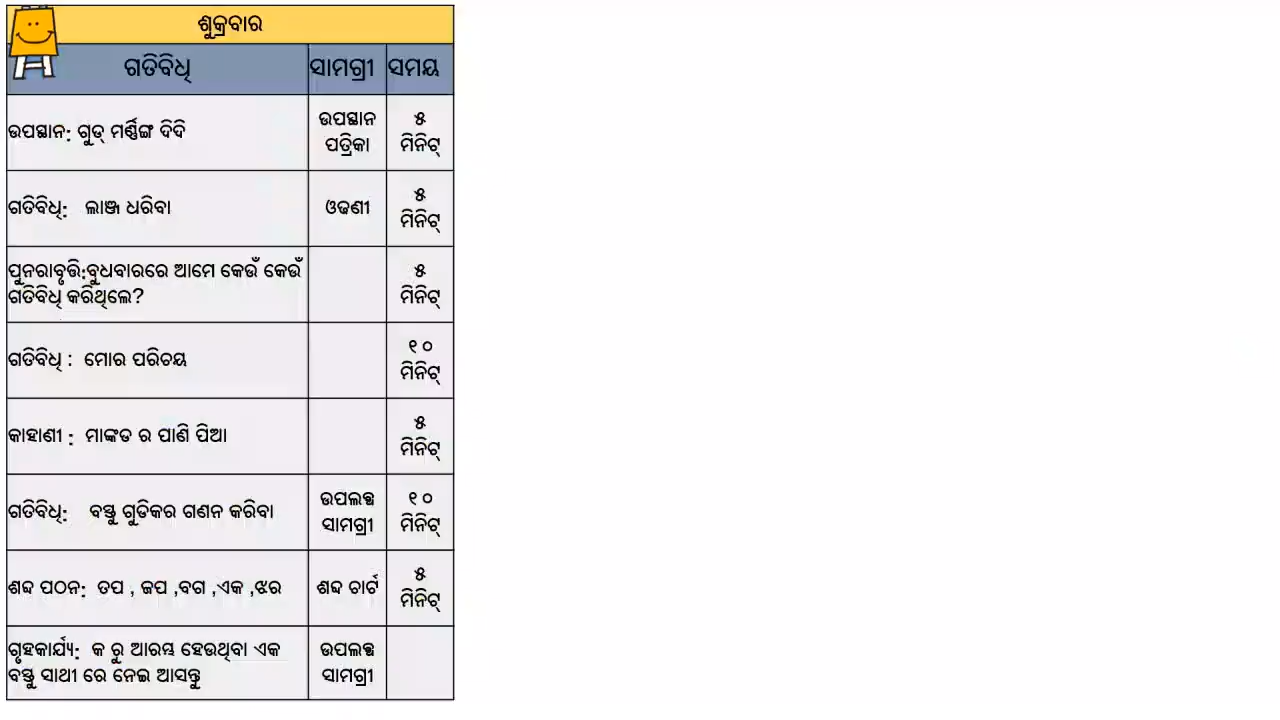 ଶୁକ୍ରବାର
ଗତିବିଧି ସାମଗ୍ରୀ ସମୟ
ଉପସ୍ଥାନ: ଗୁଡ୍ ମର୍ଣ୍ଣିଙ୍ଗ ଦିଦି
ଉପସ୍ଥାନ
ପତ୍ରିକା
୫
ମିନିଟ୍
ଗତିବିଧି: ଲାଞ୍ଜ ଧରିବା
ଓଢଣୀ
୫
ମିନିଟ୍
ପୁନରାବୃତ୍ତି:ବୁଧବାରରେ ଆମେ କେଉଁ କେଉଁ
ଗତିବିଧି କରିଥିଲେ?
୫
ମିନିଟ୍
ଗତିବିଧି : ମୋର ପରିଚୟ
୧୦
ମିନିଟ୍
କାହାଣୀ : ମାଙ୍କଡ ର ପାଣି ପିଆ
୫
ମିନିଟ୍
ଗତିବିଧି: ବସ୍ତୁ ଗୁଡିକର ଗଣନ କରିବା
ଉପଲବ୍ଧ
ସାମଗ୍ରୀ
୧୦
ମିନିଟ୍
ଶବ୍ଦ ପଠନ: ତପ , ଜପ ,ବଗ ,ଏକ ,ଝର
ଶବ୍ଦ ଚାର୍ଟ
୫
ମିନିଟ୍
ଗୃହକାର୍ଯ୍ୟ: କ ରୁ ଆରମ୍ଭ ହେଉଥିବା ଏକ
ବସ୍ତୁ ସାଥୀ ରେ ନେଇ ଆସନ୍ତୁ
ଉପଲବ୍ଧ
ସାମଗ୍ରୀ